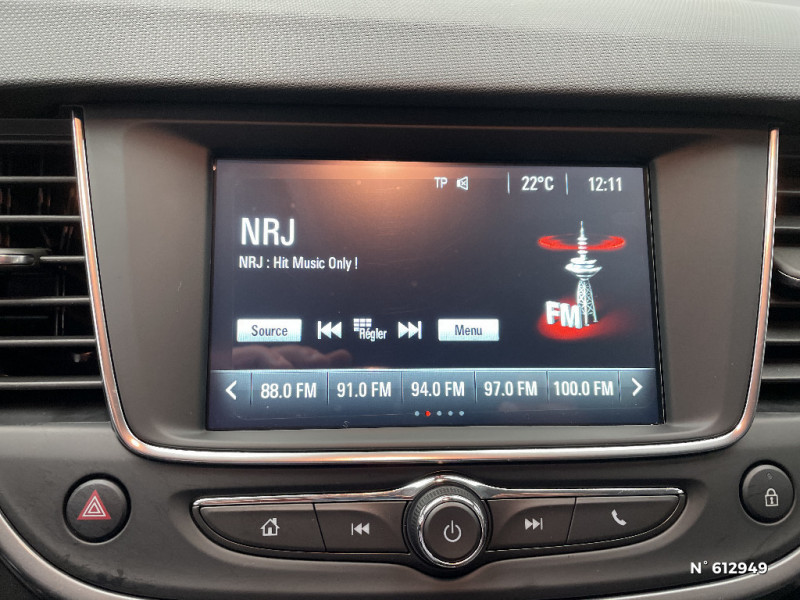 TP 22°C 12:11
NRJ
NRJ : Hit Music Only !
FM
Source Régler Menu
88.0 FM 91.0 FM 94.0 FM 97.0 FM 100.0 FM
N° 612949